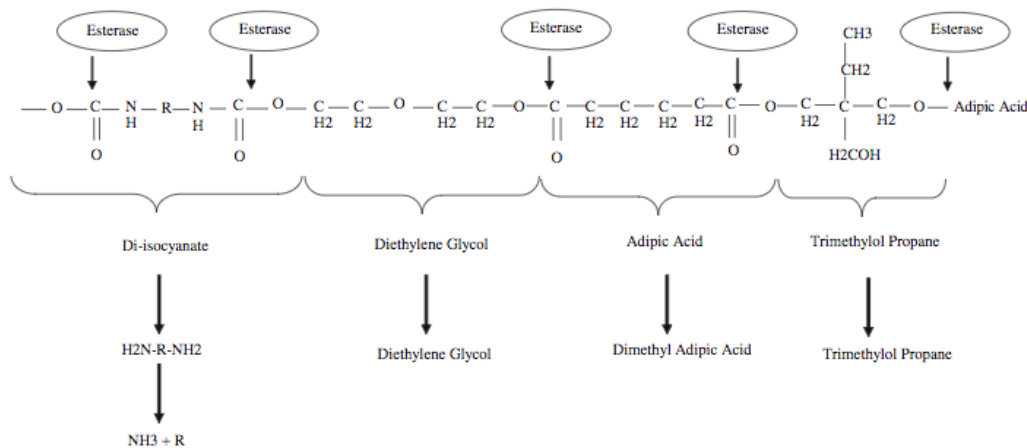 Esterase Esterase Esterase Esterase Esterase
CH3
CH2
— O — C — N — R — N — C — O — C — C — O — C — C — O — C — C — C — C — C — C — O — C — C — C — O — Adipic Acid
H H H2 H2 H2 H2 H2 H2 H2 H2 H2 H2
O O O O H2COH
Di-isocyanate Diethylene Glycol Adipic Acid Trimethylol Propane
H2N-R-NH2 Diethylene Glycol Dimethyl Adipic Acid Trimethylol Propane
NH3 + R